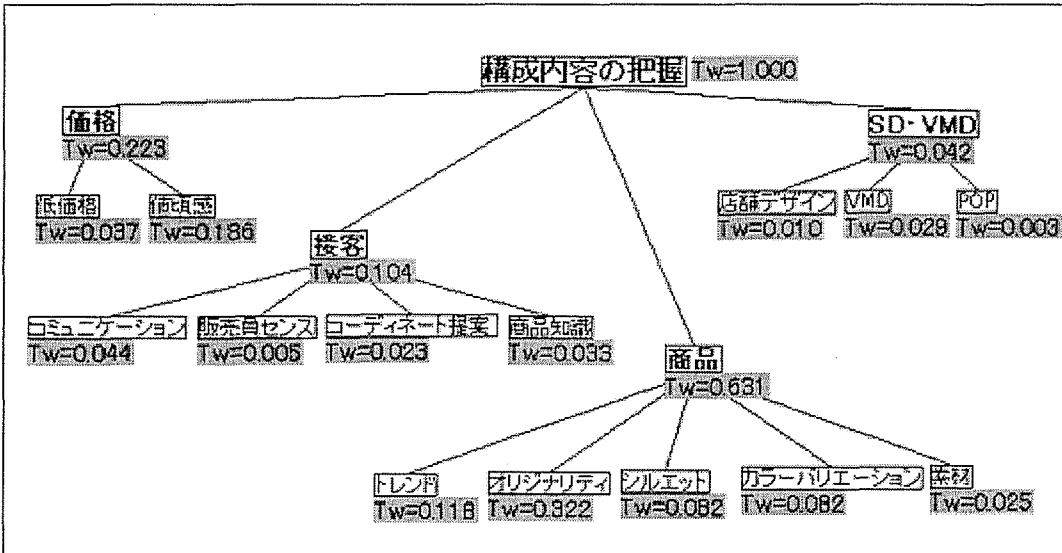 構成内容の把握 Tw=1.000
価格
Tw=0.223
SD・VMD
Tw=0.042
低価格
Tw=0.037
値頃感
Tw=0.186
店舗デザイン
Tw=0.010
VMD
Tw=0.029
POP
Tw=0.003
接客
Tw=0.104
コミュニケーション
Tw=0.044
販売員センス
Tw=0.005
コーディネート提案
Tw=0.023
商品知識
Tw=0.033
商品
Tw=0.631
トレンド
Tw=0.118
オリジナリティ
Tw=0.322
シルエット
Tw=0.082
カラーバリエーション
Tw=0.082
素材
Tw=0.025